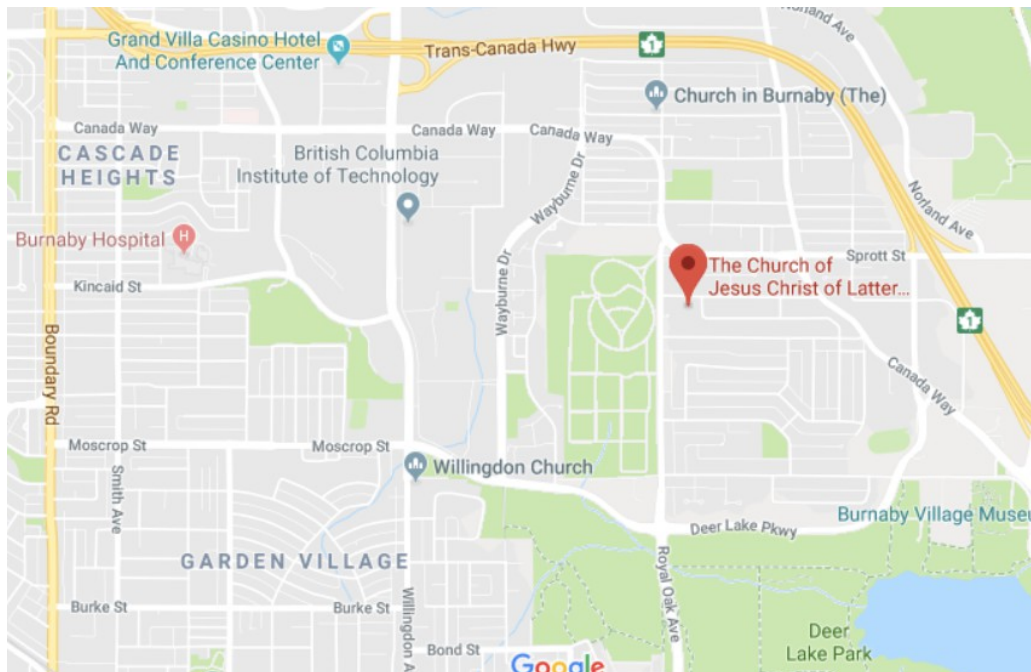 Grand Villa Casino Hotel
And Conference Center
Trans-Canada Hwy
1
Norland Ave
Church in Burnaby (The)
Canada Way
Canada Way
Canada Way
CASCADE
HEIGHTS
British Columbia
Institute of Technology
Wayburne Dr
Norland Ave
Burnaby Hospital
H
Sprott St
The Church of
Jesus Christ of Latter...
Kincaid St
Wayburne Dr
1
Boundary Rd
Canada Way
Moscrop St
Moscrop St
Willingdon Church
Smith Ave
Burnaby Village Museu
Deer Lake Pkwy
GARDEN VILLAGE
Royal Oak Ave
Burke St
Burke St
Willingdon A
Bond St
Deer
Lake Park
Google